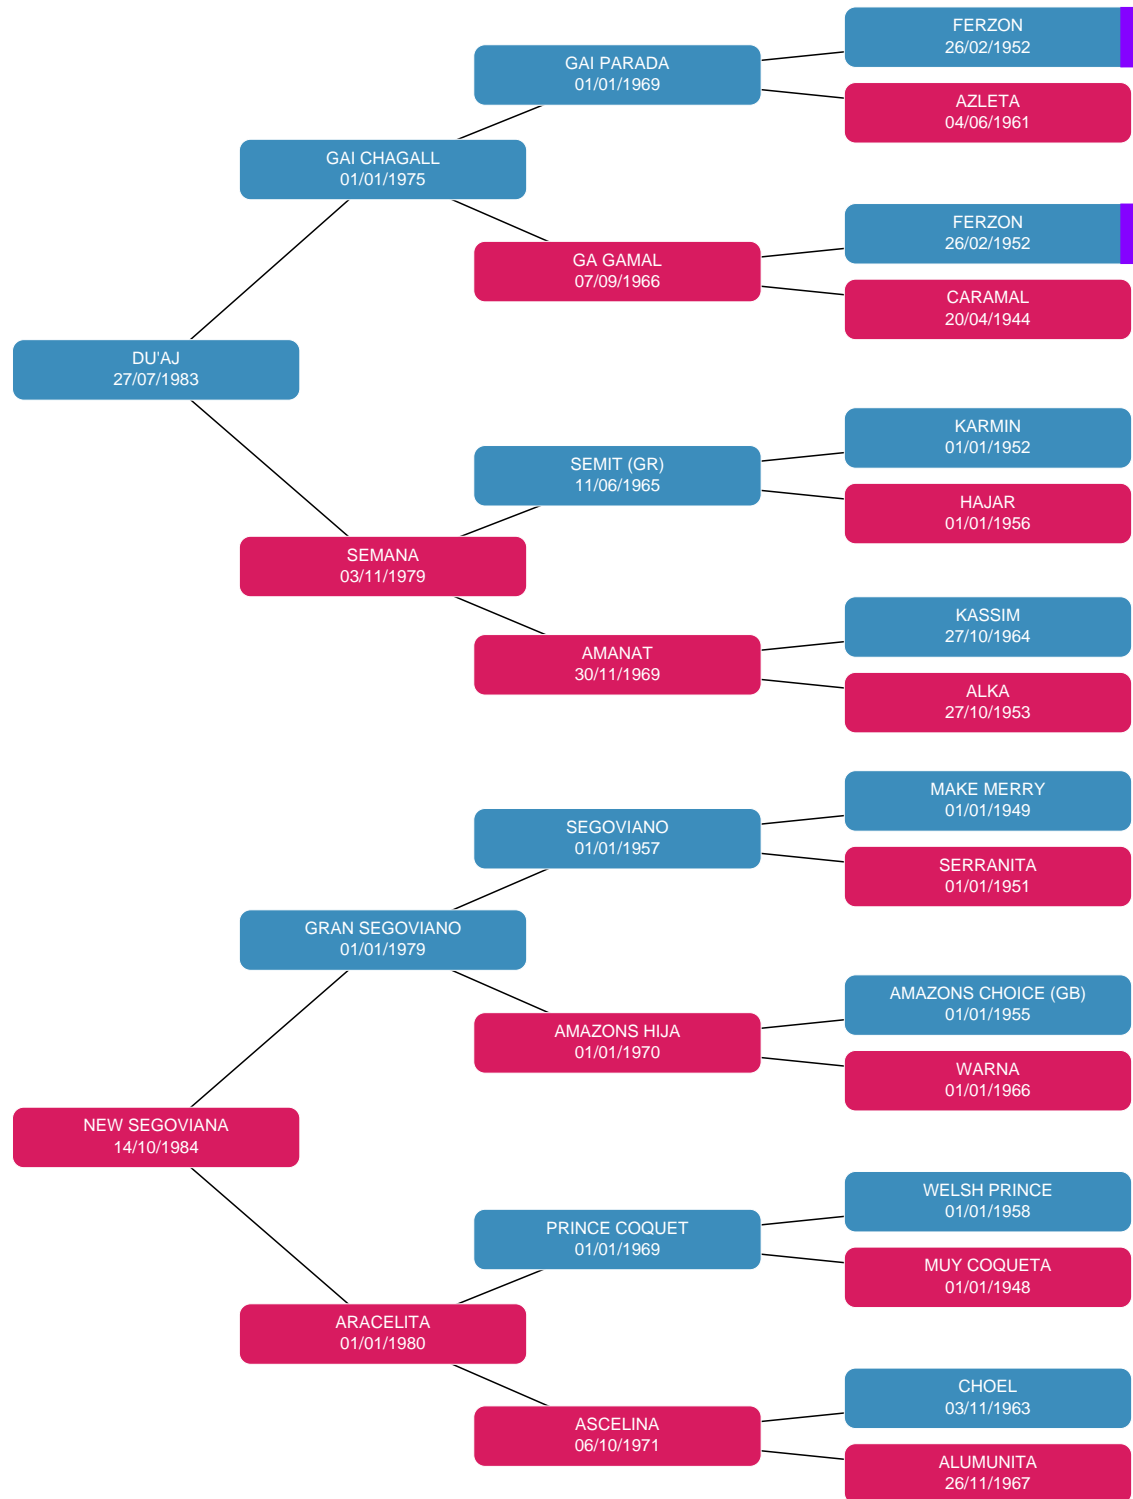 FERZON
26/02/1952
GAI PARADA
01/01/1969
AZLETA
04/06/1961
GAI CHAGALL
01/01/1975
FERZON
26/02/1952
GA GAMAL
07/09/1966
CARAMAL
20/04/1944
DU'AJ
27/07/1983
KARMIN
01/01/1952
SEMIT (GR)
11/06/1965
HAJAR
01/01/1956
SEMANA
03/11/1979
KASSIM
27/10/1964
AMANAT
30/11/1969
ALKA
27/10/1953
MAKE MERRY
01/01/1949
SEGOVIANO
01/01/1957
SERRANITA
01/01/1951
GRAN SEGOVIANO
01/01/1979
AMAZONS CHOICE (GB)
01/01/1955
AMAZONS HIJA
01/01/1970
WARNA
01/01/1966
NEW SEGOVIANA
14/10/1984
WELSH PRINCE
01/01/1958
PRINCE COQUET
01/01/1969
MUY COQUETA
01/01/1948
ARACELITA
01/01/1980
CHOEL
03/11/1963
ASCELINA
06/10/1971
ALUMUNITA
26/11/1967